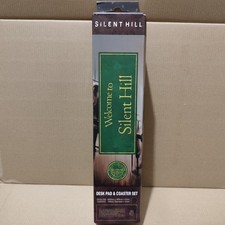 SILENT HILL
Welcome to
Silent Hill
DESK PAD & COASTER SET